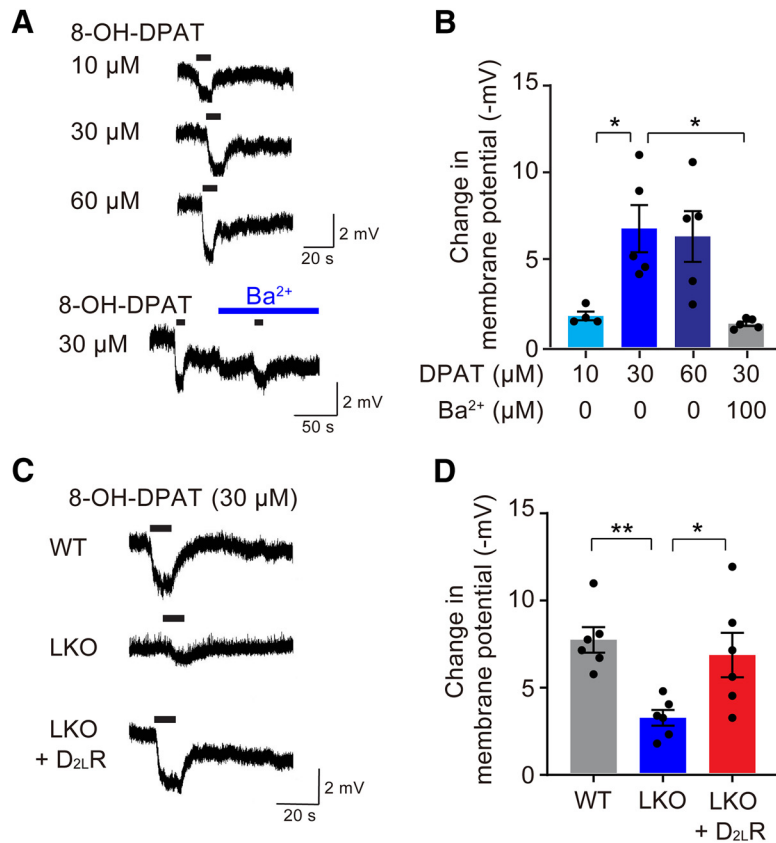 A
8-OH-DPAT
10 µM
30 µM
60 µM
2 mV
20 s
8-OH-DPAT
Ba²⁺
30 µM
2 mV
50 s
B
Change in
membrane potential (-mV)
15
10
5
0
* *
DPAT (µM) 10 30 60 30
Ba²⁺ (µM) 0 0 0 100
C
8-OH-DPAT (30 µM)
WT
LKO
LKO
+ D₂LR
2 mV
20 s
D
Change in
membrane potential (-mV)
15
10
5
0
** *
WT LKO LKO
+ D₂LR